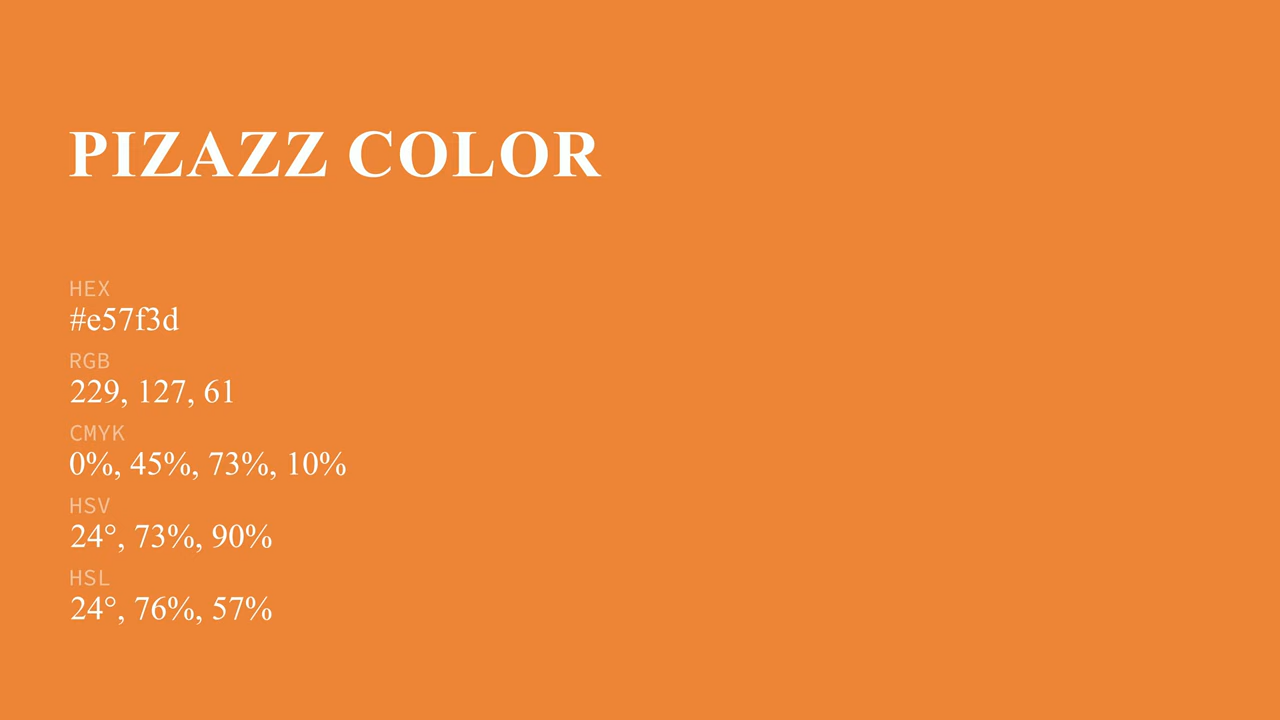 PIZAZZ COLOR
HEX
#e57f3d
RGB
229, 127, 61
CMYK
0%, 45%, 73%, 10%
HSV
24°, 73%, 90%
HSL
24°, 76%, 57%